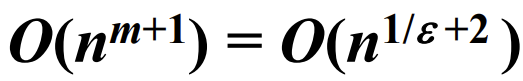 O(n^{m+1}) = O(n^{1/ε+2})